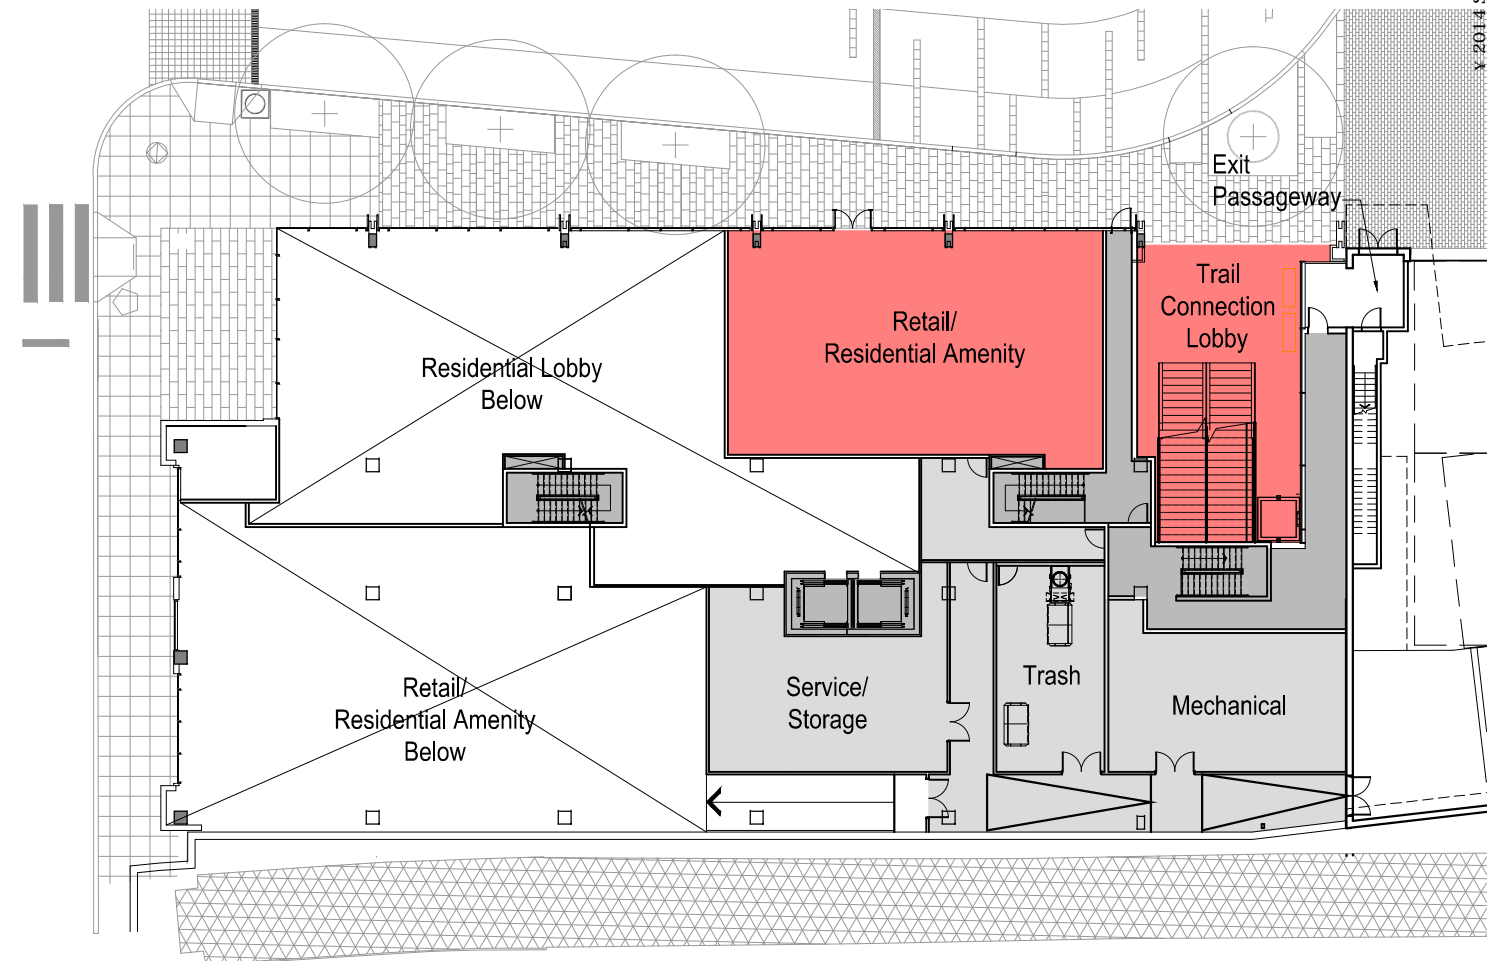 Y 2014 S
Exit
Passageway
Trail
Connection
Lobby
Retail/
Residential Amenity
Residential Lobby
Below
Retail/
Residential Amenity
Below
Service/
Storage
Trash
Mechanical